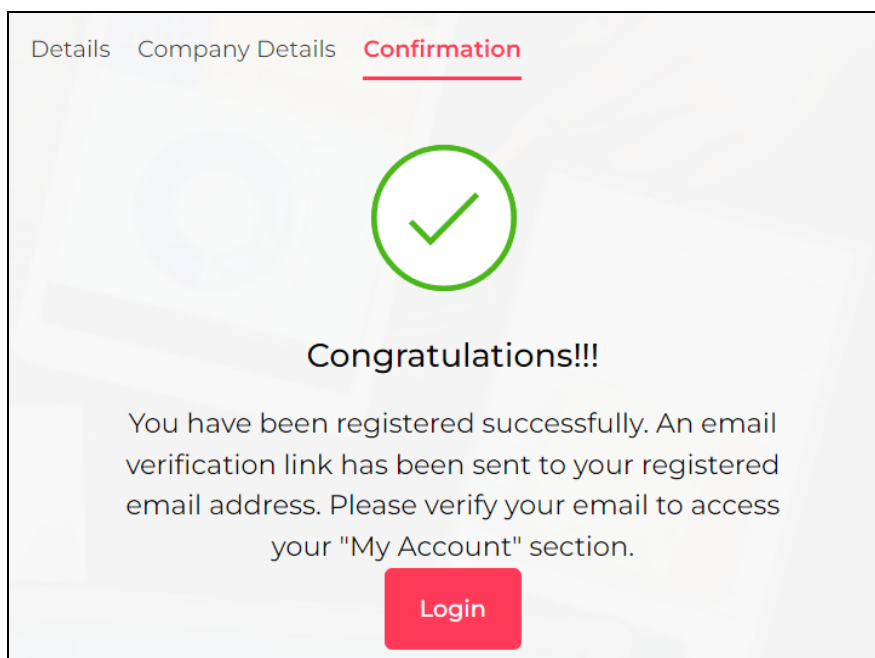 Details Company Details Confirmation
Congratulations!!!
You have been registered successfully. An email
verification link has been sent to your registered
email address. Please verify your email to access
your "My Account" section.
Login